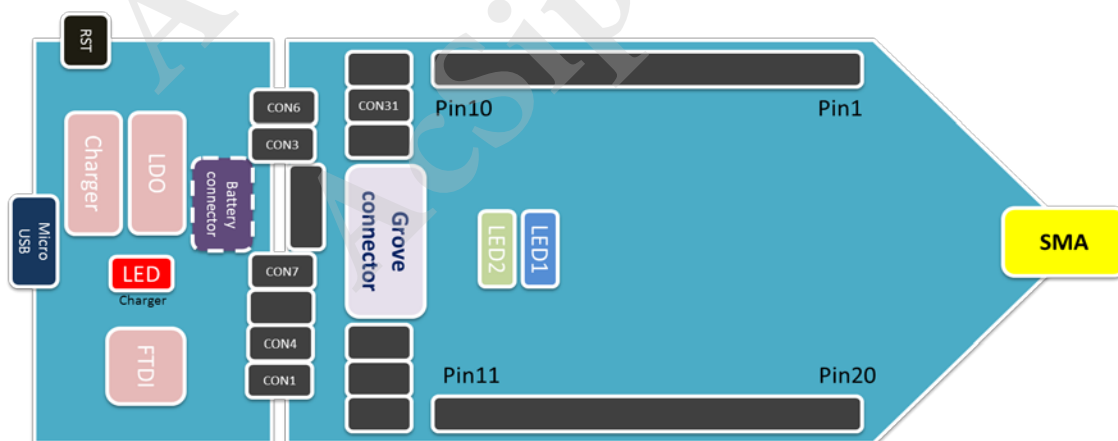 RST
CON6
CON31
Pin10
Pin1
CON3
Charger
LDO
Battery
connector
Grove
connector
Micro
USB
LED2
LED1
SMA
LED
Charger
CON7
FTDI
CON4
CON1
Pin11
Pin20
AcSip